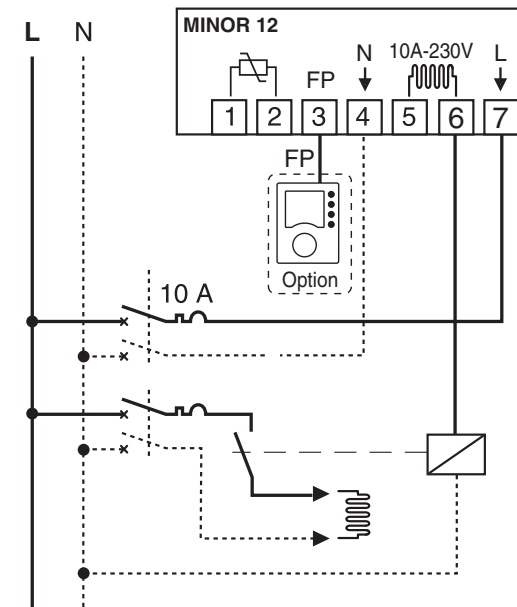 MINOR 12
L N
N 10A-230V L
FP
1 2 3 4 5 6 7
FP
Option
10 A